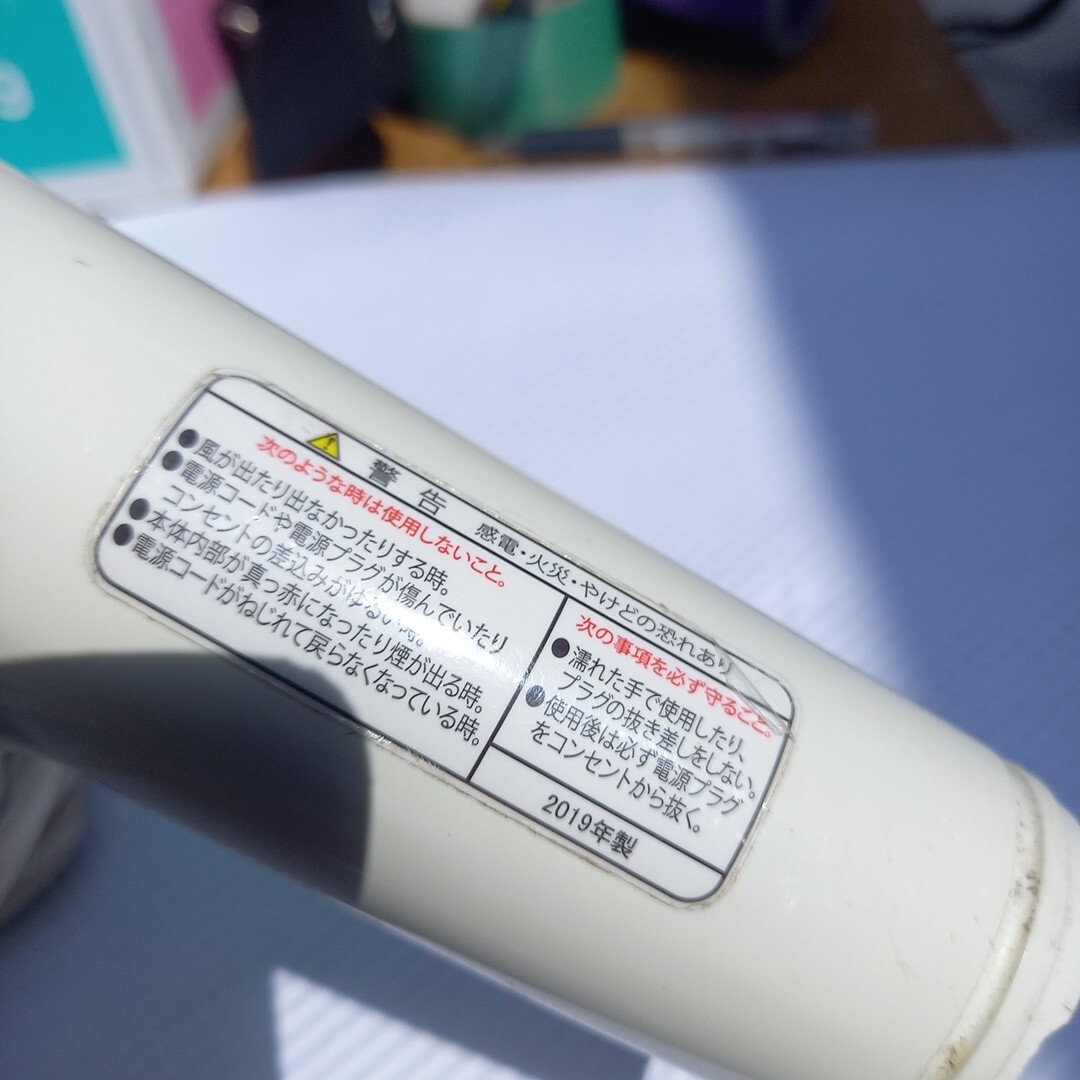 9
警告 感電・火災・やけどの恐れあり
次のような時は使用しないこと。
●風が出たり出なかったりする時。
●電源コードや電源プラグが傷んでいたり
コンセントの差込みがゆるい時。
●本体内部が真っ赤になったり煙が出る時。
●電源コードがねじれて戻らなくなっている時。
次の事項を必ず守ること。
●濡れた手で使用したり、
プラグの抜き差しをしない。
●使用後は必ず電源プラグ
をコンセントから抜く。
2019年製